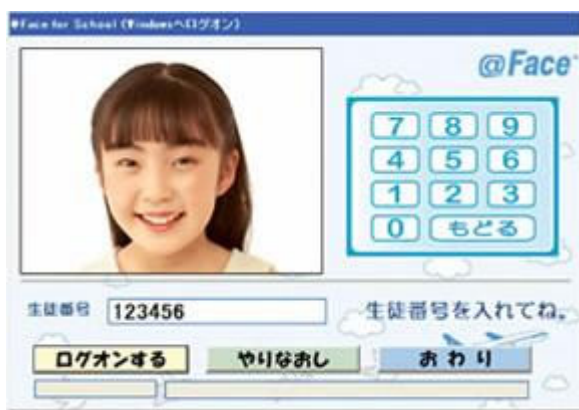 @Face for School (Windowsへログオン)
@Face
7 8 9
4 5 6
1 2 3
0 もどる
生徒番号 123456
生徒番号を入れてね。
ログオンする やりなおし おわり